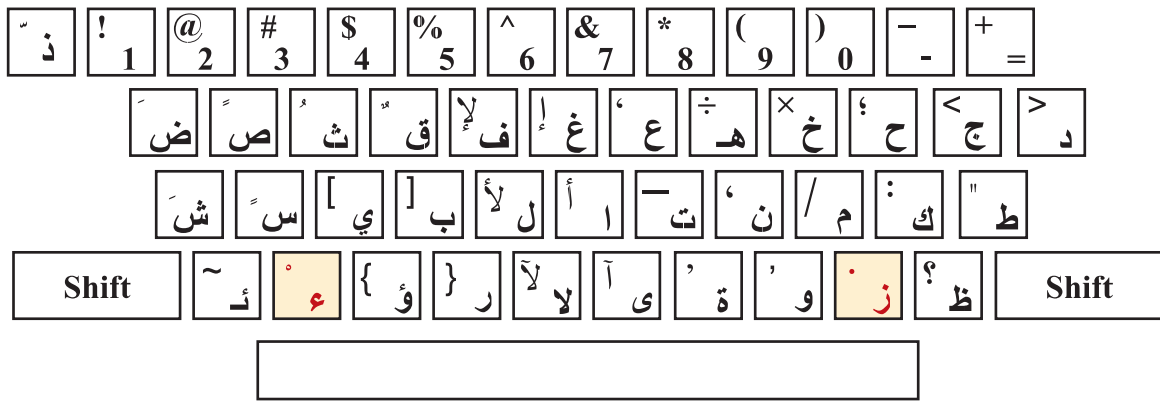 ّ ذ ! 1 @ 2 # 3 $ 4 % 5 ^ 6 & 7 * 8 ( 9 ) 0 – - + =
َ ض ً ص ُ ث ٌ ق لإ ف إ غ ‘ ع ÷ هـ × خ ؛ ح < ج > د
َ ش ٍ س [ ي ] ب لأ ل أ ا — ت ، ن / م : ك " ط
Shift ~ ئـ ْ ء { ؤ } ر لآ لا آ ى ’ ة ’ و . ز ؟ ظ Shift